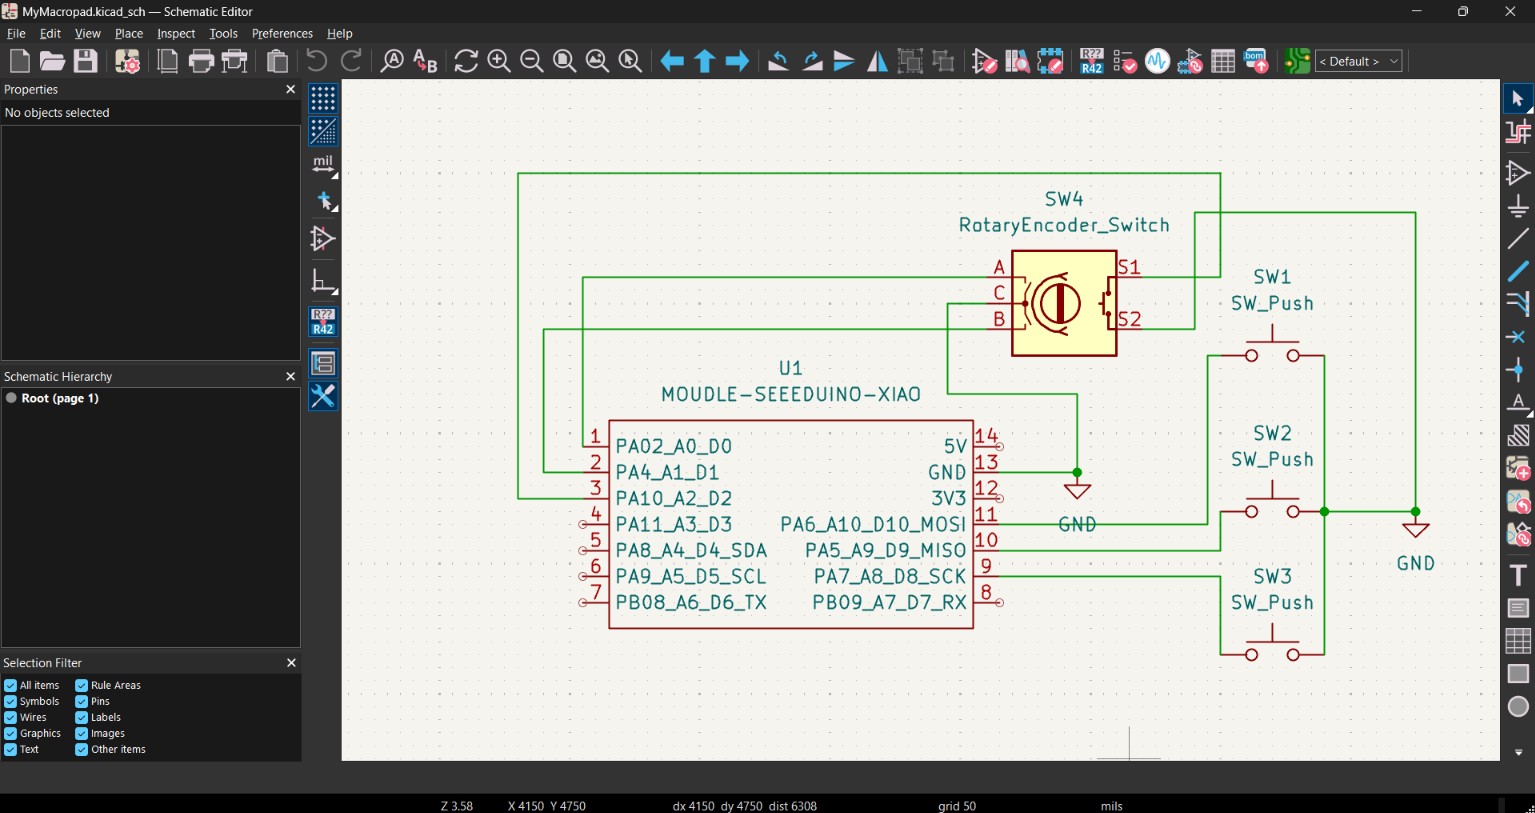 MyMacropad.kicad_sch — Schematic Editor
File Edit View Place Inspect Tools Preferences Help
A B
R??
R42
bom
< Default >
Properties
No objects selected
mil
R??
R42
Schematic Hierarchy
Root (page 1)
Selection Filter
All items Rule Areas
Symbols Pins
Wires Labels
Graphics Images
Text Other items
SW4
RotaryEncoder_Switch
A
C
B
S1
S2
SW1
SW_Push
SW2
SW_Push
SW3
SW_Push
U1
MOUDLE-SEEEDUINO-XIAO
1 PA02_A0_D0 5V 14
2 PA4_A1_D1 GND 13
3 PA10_A2_D2 3V3 12
4 PA11_A3_D3 PA6_A10_D10_MOSI 11
5 PA8_A4_D4_SDA PA5_A9_D9_MISO 10
6 PA9_A5_D5_SCL PA7_A8_D8_SCK 9
7 PB08_A6_D6_TX PB09_A7_D7_RX 8
GND
GND
A
T
Z 3.58 X 4150 Y 4750 dx 4150 dy 4750 dist 6308 grid 50 mils